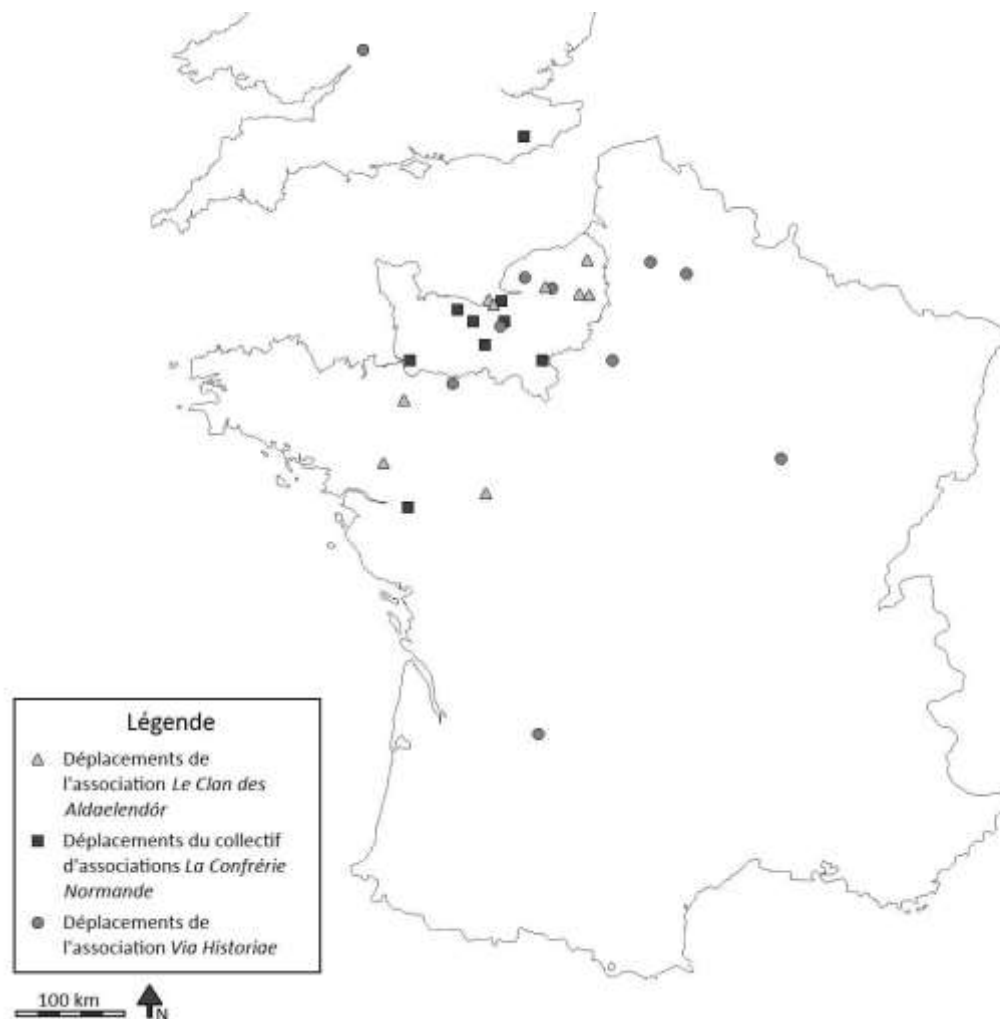 Légende
Déplacements de
l'association Le Clan des
Aldaelendór
Déplacements du collectif
d'associations La Confrérie
Normande
Déplacements de
l'association Via Historiae
100 km
N